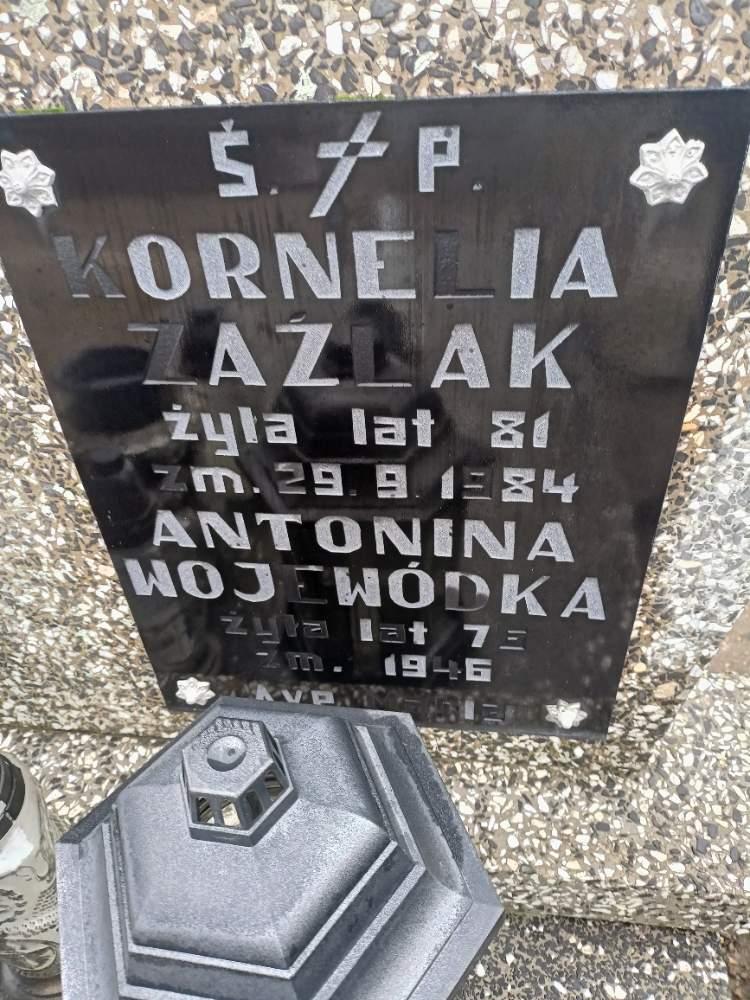 Ś. P.
KORNELIA
ZAŹLAK
żyła lat 81
zm. 29.9.1984
ANTONINA
WOJEWÓDKA
żyła lat 73
zm. 1946